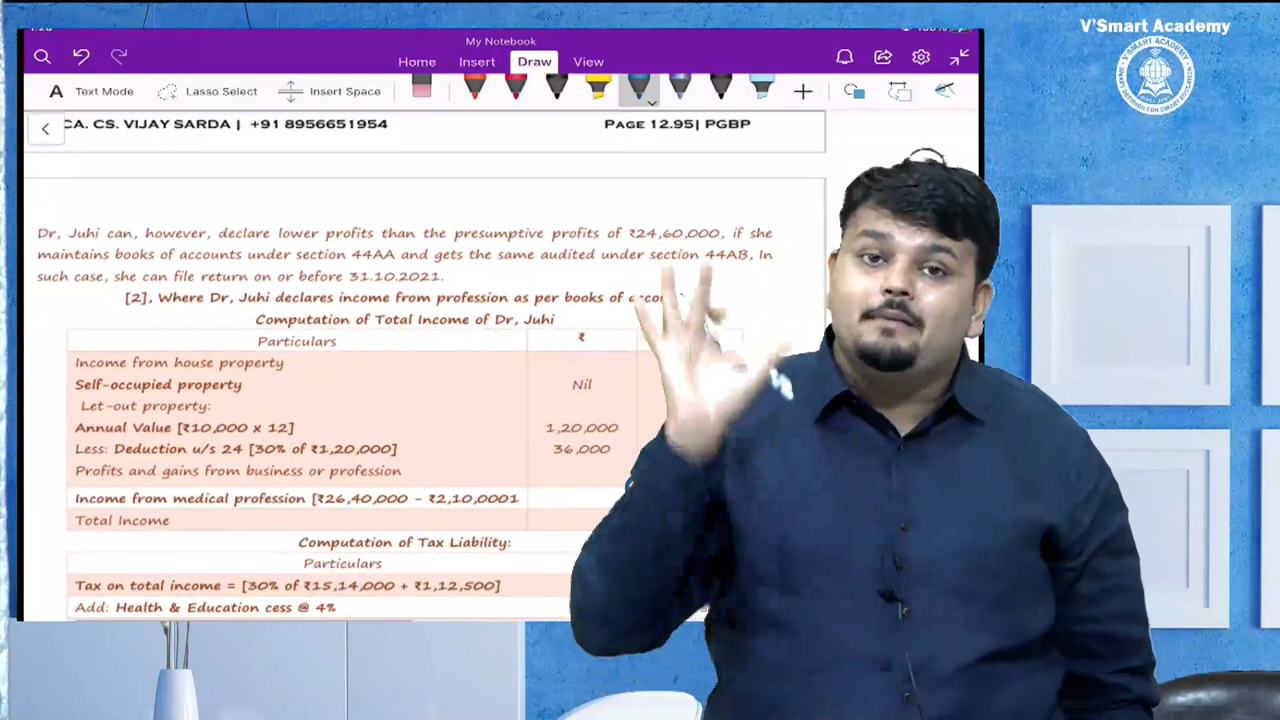 V'Smart Academy
My Notebook
Home Insert Draw View
Text Mode Lasso Select Insert Space
CA. CS. VIJAY SARDA | +91 8956651954 PAGE 12.95| PGBP
Dr, Juhi can, however, declare lower profits than the presumptive profits of ₹24,60,000, if she
maintains books of accounts under section 44AA and gets the same audited under section 44AB, In
such case, she can file return on or before 31.10.2021.
[2], Where Dr, Juhi declares income from profession as per books of
Computation of Total Income of Dr, Juhi
Particulars ₹
Income from house property
Self-occupied property Nil
Let-out property:
Annual Value [₹10,000 x 12] 1,20,000
Less: Deduction u/s 24 [30% of ₹1,20,000] 36,000
Profits and gains from business or profession
Income from medical profession [₹26,40,000 - ₹2,10,0001
Total Income
Computation of Tax Liability:
Particulars
Tax on total income = [30% of ₹15,14,000 + ₹1,12,500]
Add: Health & Education cess @ 4%